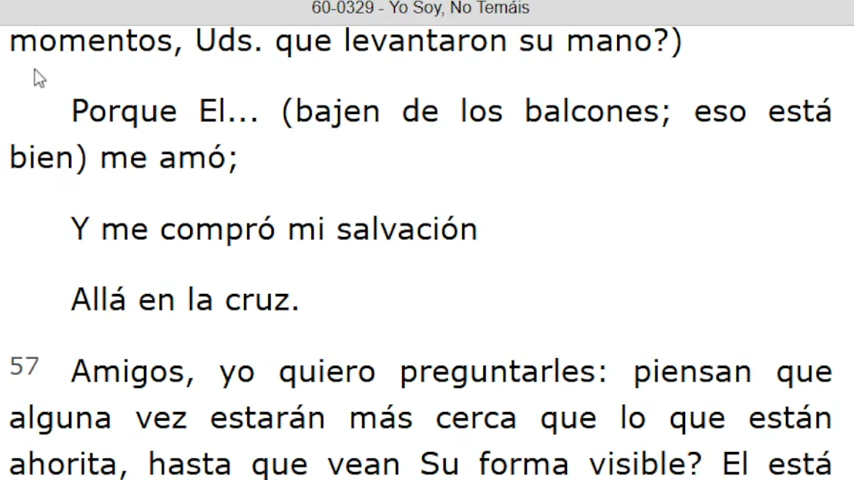 60-0329 - Yo Soy, No Temáis
momentos, Uds. que levantaron su mano?)
Porque El... (bajen de los balcones; eso está
bien) me amó;
Y me compró mi salvación
Allá en la cruz.
57 Amigos, yo quiero preguntarles: piensan que
alguna vez estarán más cerca que lo que están
ahorita, hasta que vean Su forma visible? El está